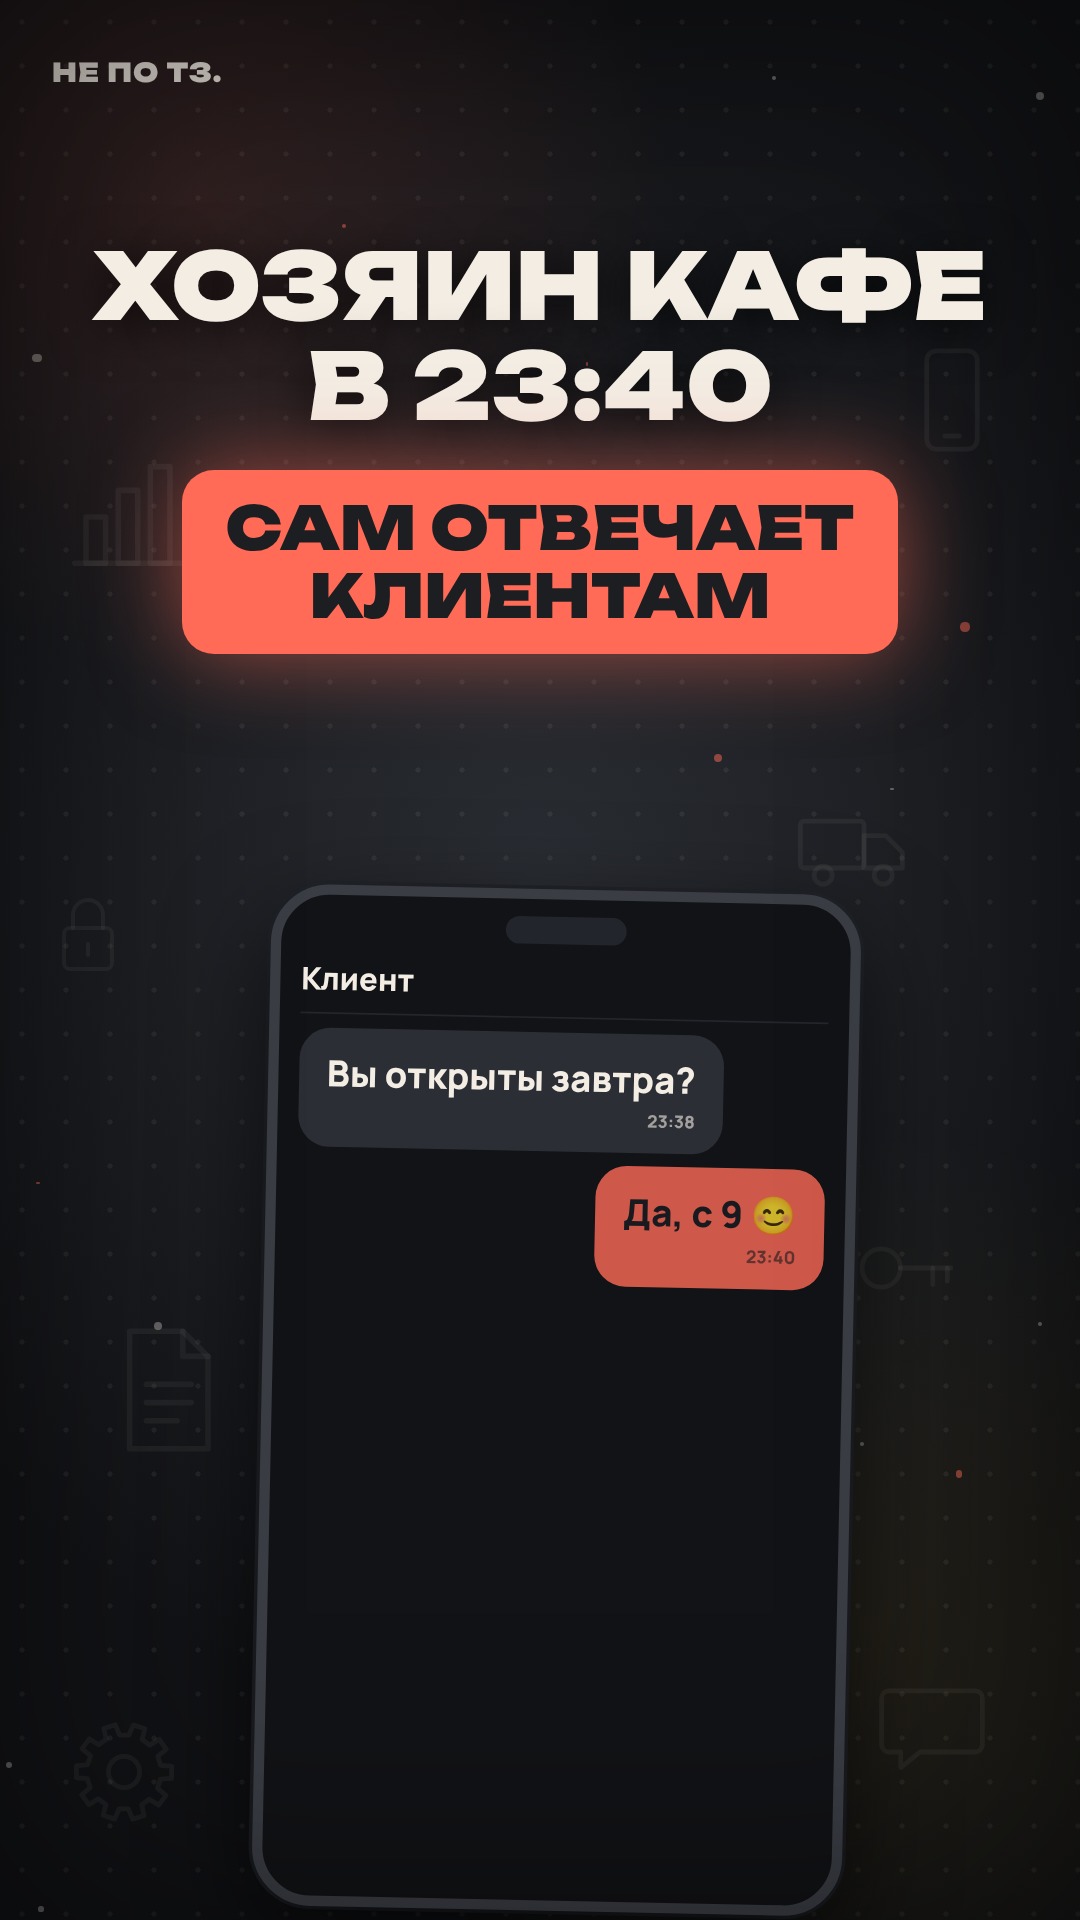 НЕ ПО ТЗ.
ХОЗЯИН КАФЕ
В 23:40
САМ ОТВЕЧАЕТ
КЛИЕНТАМ
Клиент
Вы открыты завтра?
23:38
Да, с 9 😊
23:40